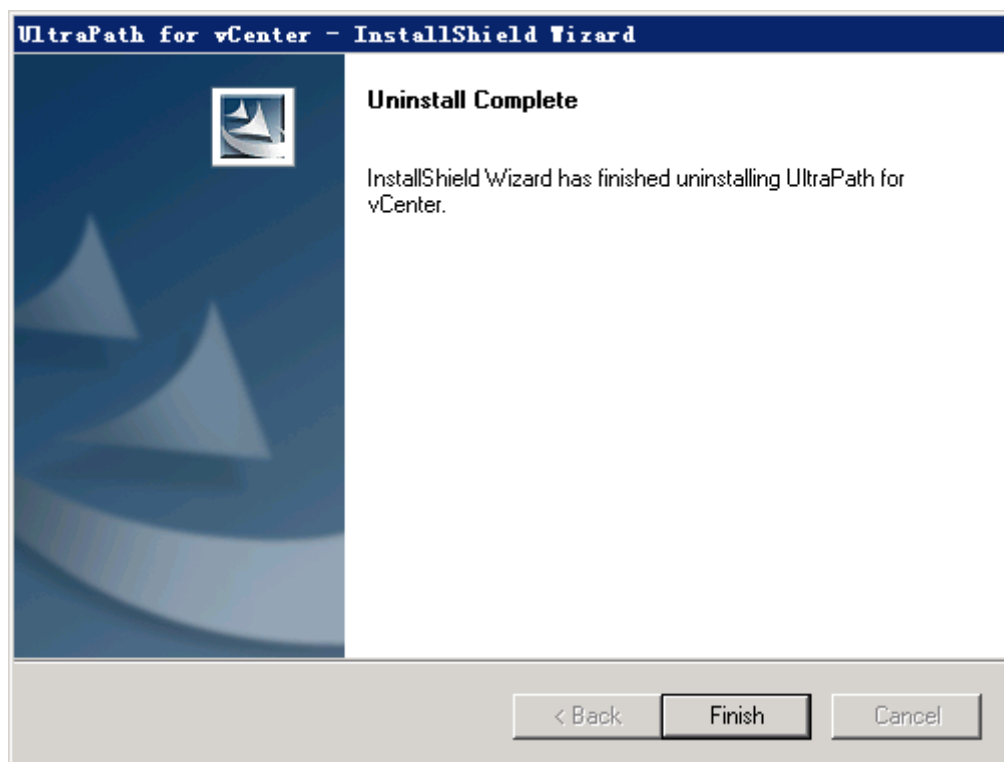 UltraPath for vCenter - InstallShield Wizard
Uninstall Complete
InstallShield Wizard has finished uninstalling UltraPath for
vCenter.
< Back
Finish
Cancel